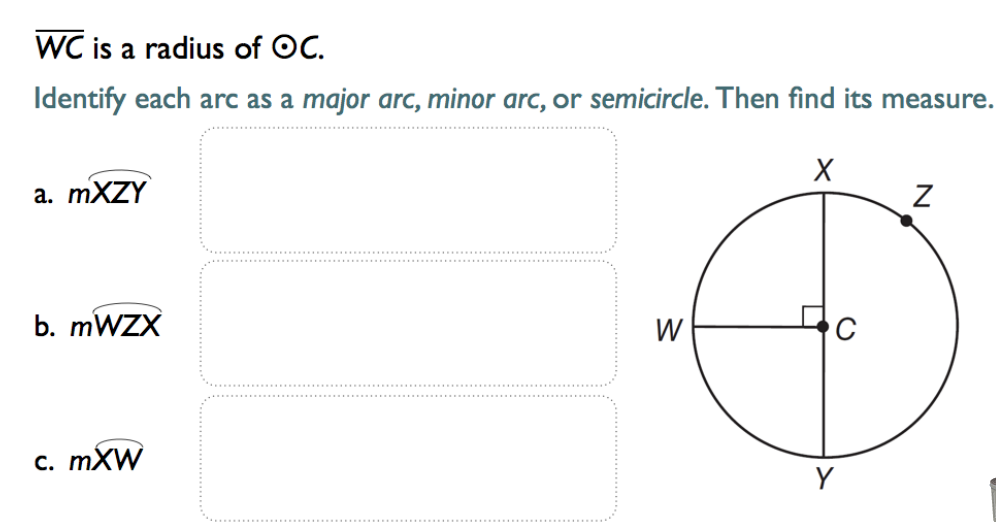 WC is a radius of ⊙C.
Identify each arc as a major arc, minor arc, or semicircle. Then find its measure.
a. mXZY
b. mWZX
c. mXW
X
Z
W
C
Y